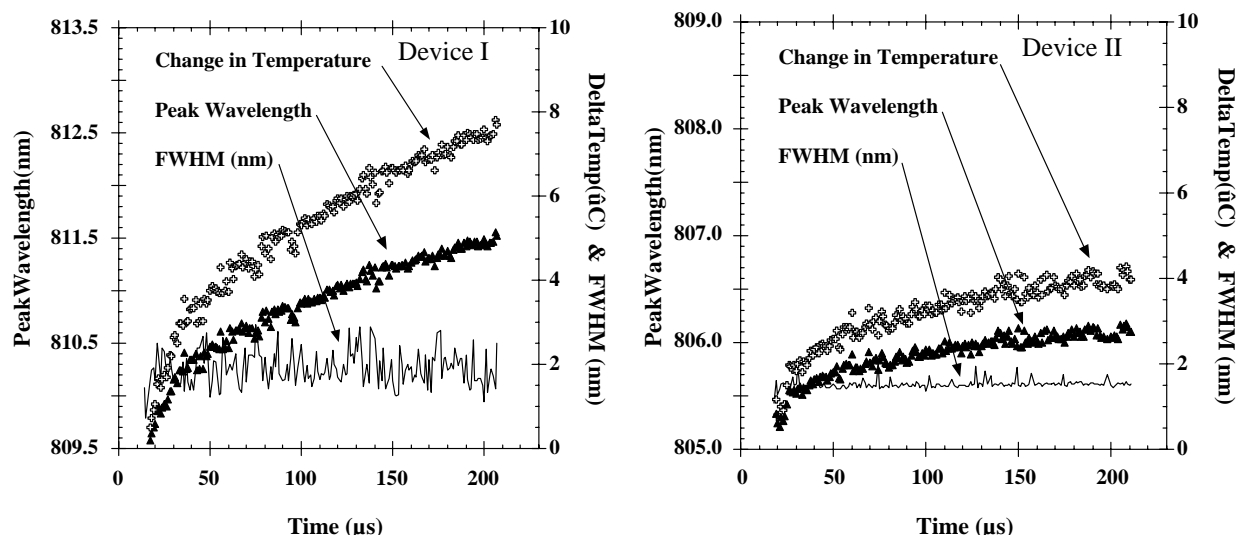 813.5
812.5
811.5
810.5
809.5
PeakWavelength(nm)
Change in Temperature
Device I
Peak Wavelength
FWHM (nm)
10
8
6
4
2
0
DeltaTemp(ûC) & FWHM (nm)
0 50 100 150 200
Time (µs)
809.0
808.0
807.0
806.0
805.0
PeakWavelength(nm)
Device II
Change in Temperature
Peak Wavelength
FWHM (nm)
10
8
6
4
2
0
DeltaTemp(ûC) & FWHM (nm)
0 50 100 150 200
Time (µs)